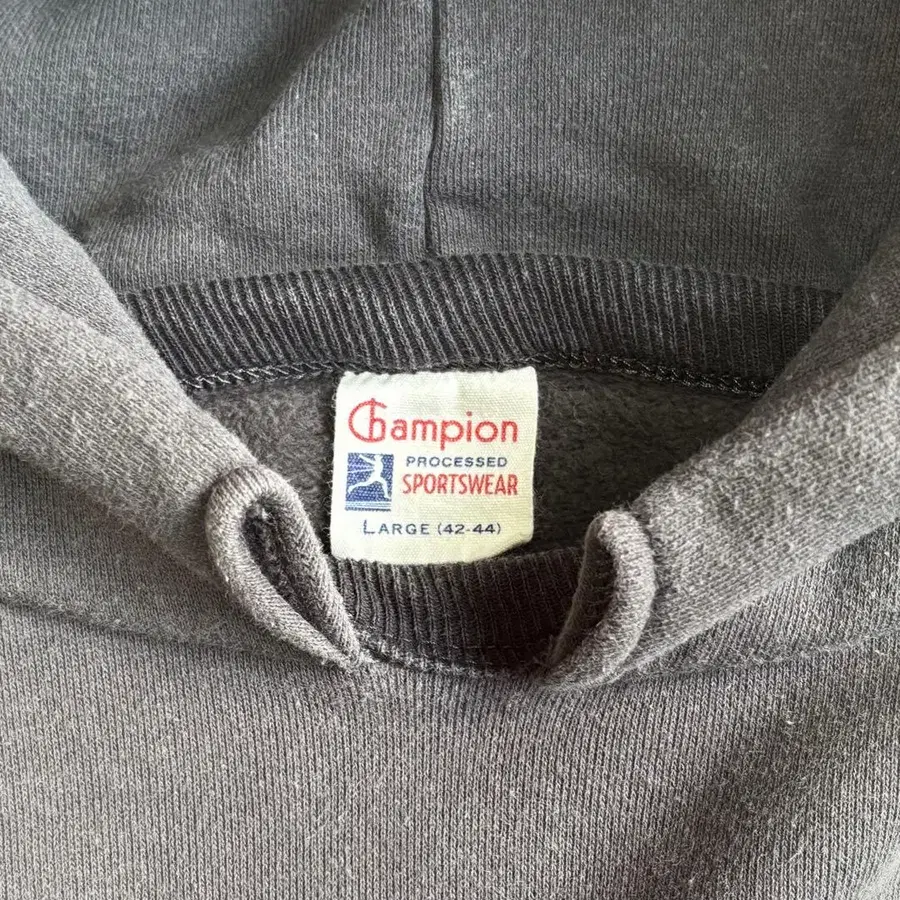 Champion
PROCESSED
SPORTSWEAR
LARGE (42-44)